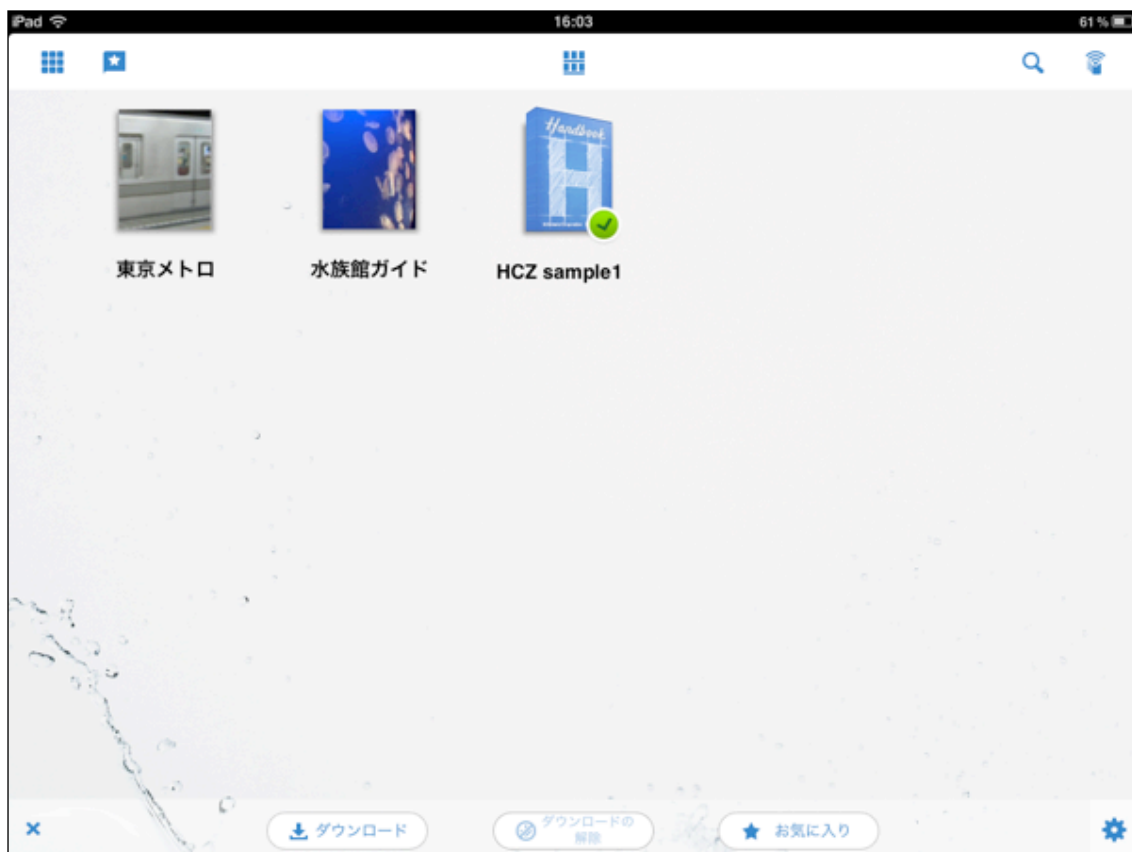 iPad
16:03
61 %
東京メトロ
水族館ガイド
Handbook
H
HCZ sample1
ダウンロード
ダウンロードの
解除
お気に入り